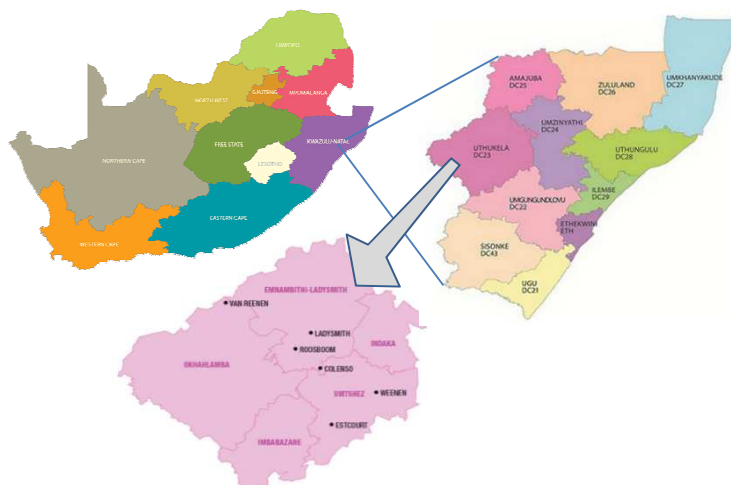 LIMPOPO
NORTH WEST
GAUTENG
MPUMALANGA
FREE STATE
KWAZULU-NATAL
LESOTHO
NORTHERN CAPE
EASTERN CAPE
WESTERN CAPE
AMAJUBA
DC25
ZULULAND
DC26
UMKHANYAKUDE
DC27
UMZINYATHI
DC24
UTHUKELA
DC23
UTHUNGULU
DC28
ILEMBE
DC29
UMGUNGUNDLOVU
DC22
ETHEKWINI
ETH
SISONKE
DC43
UGU
DC21
EMNAMBITHI-LADYSMITH
VAN REENEN
LADYSMITH
INDAKA
ROOSBOOM
OKHAHLAMBA
COLENSO
UMTSHEZI
WEENEN
ESTCOURT
IMBABAZANE